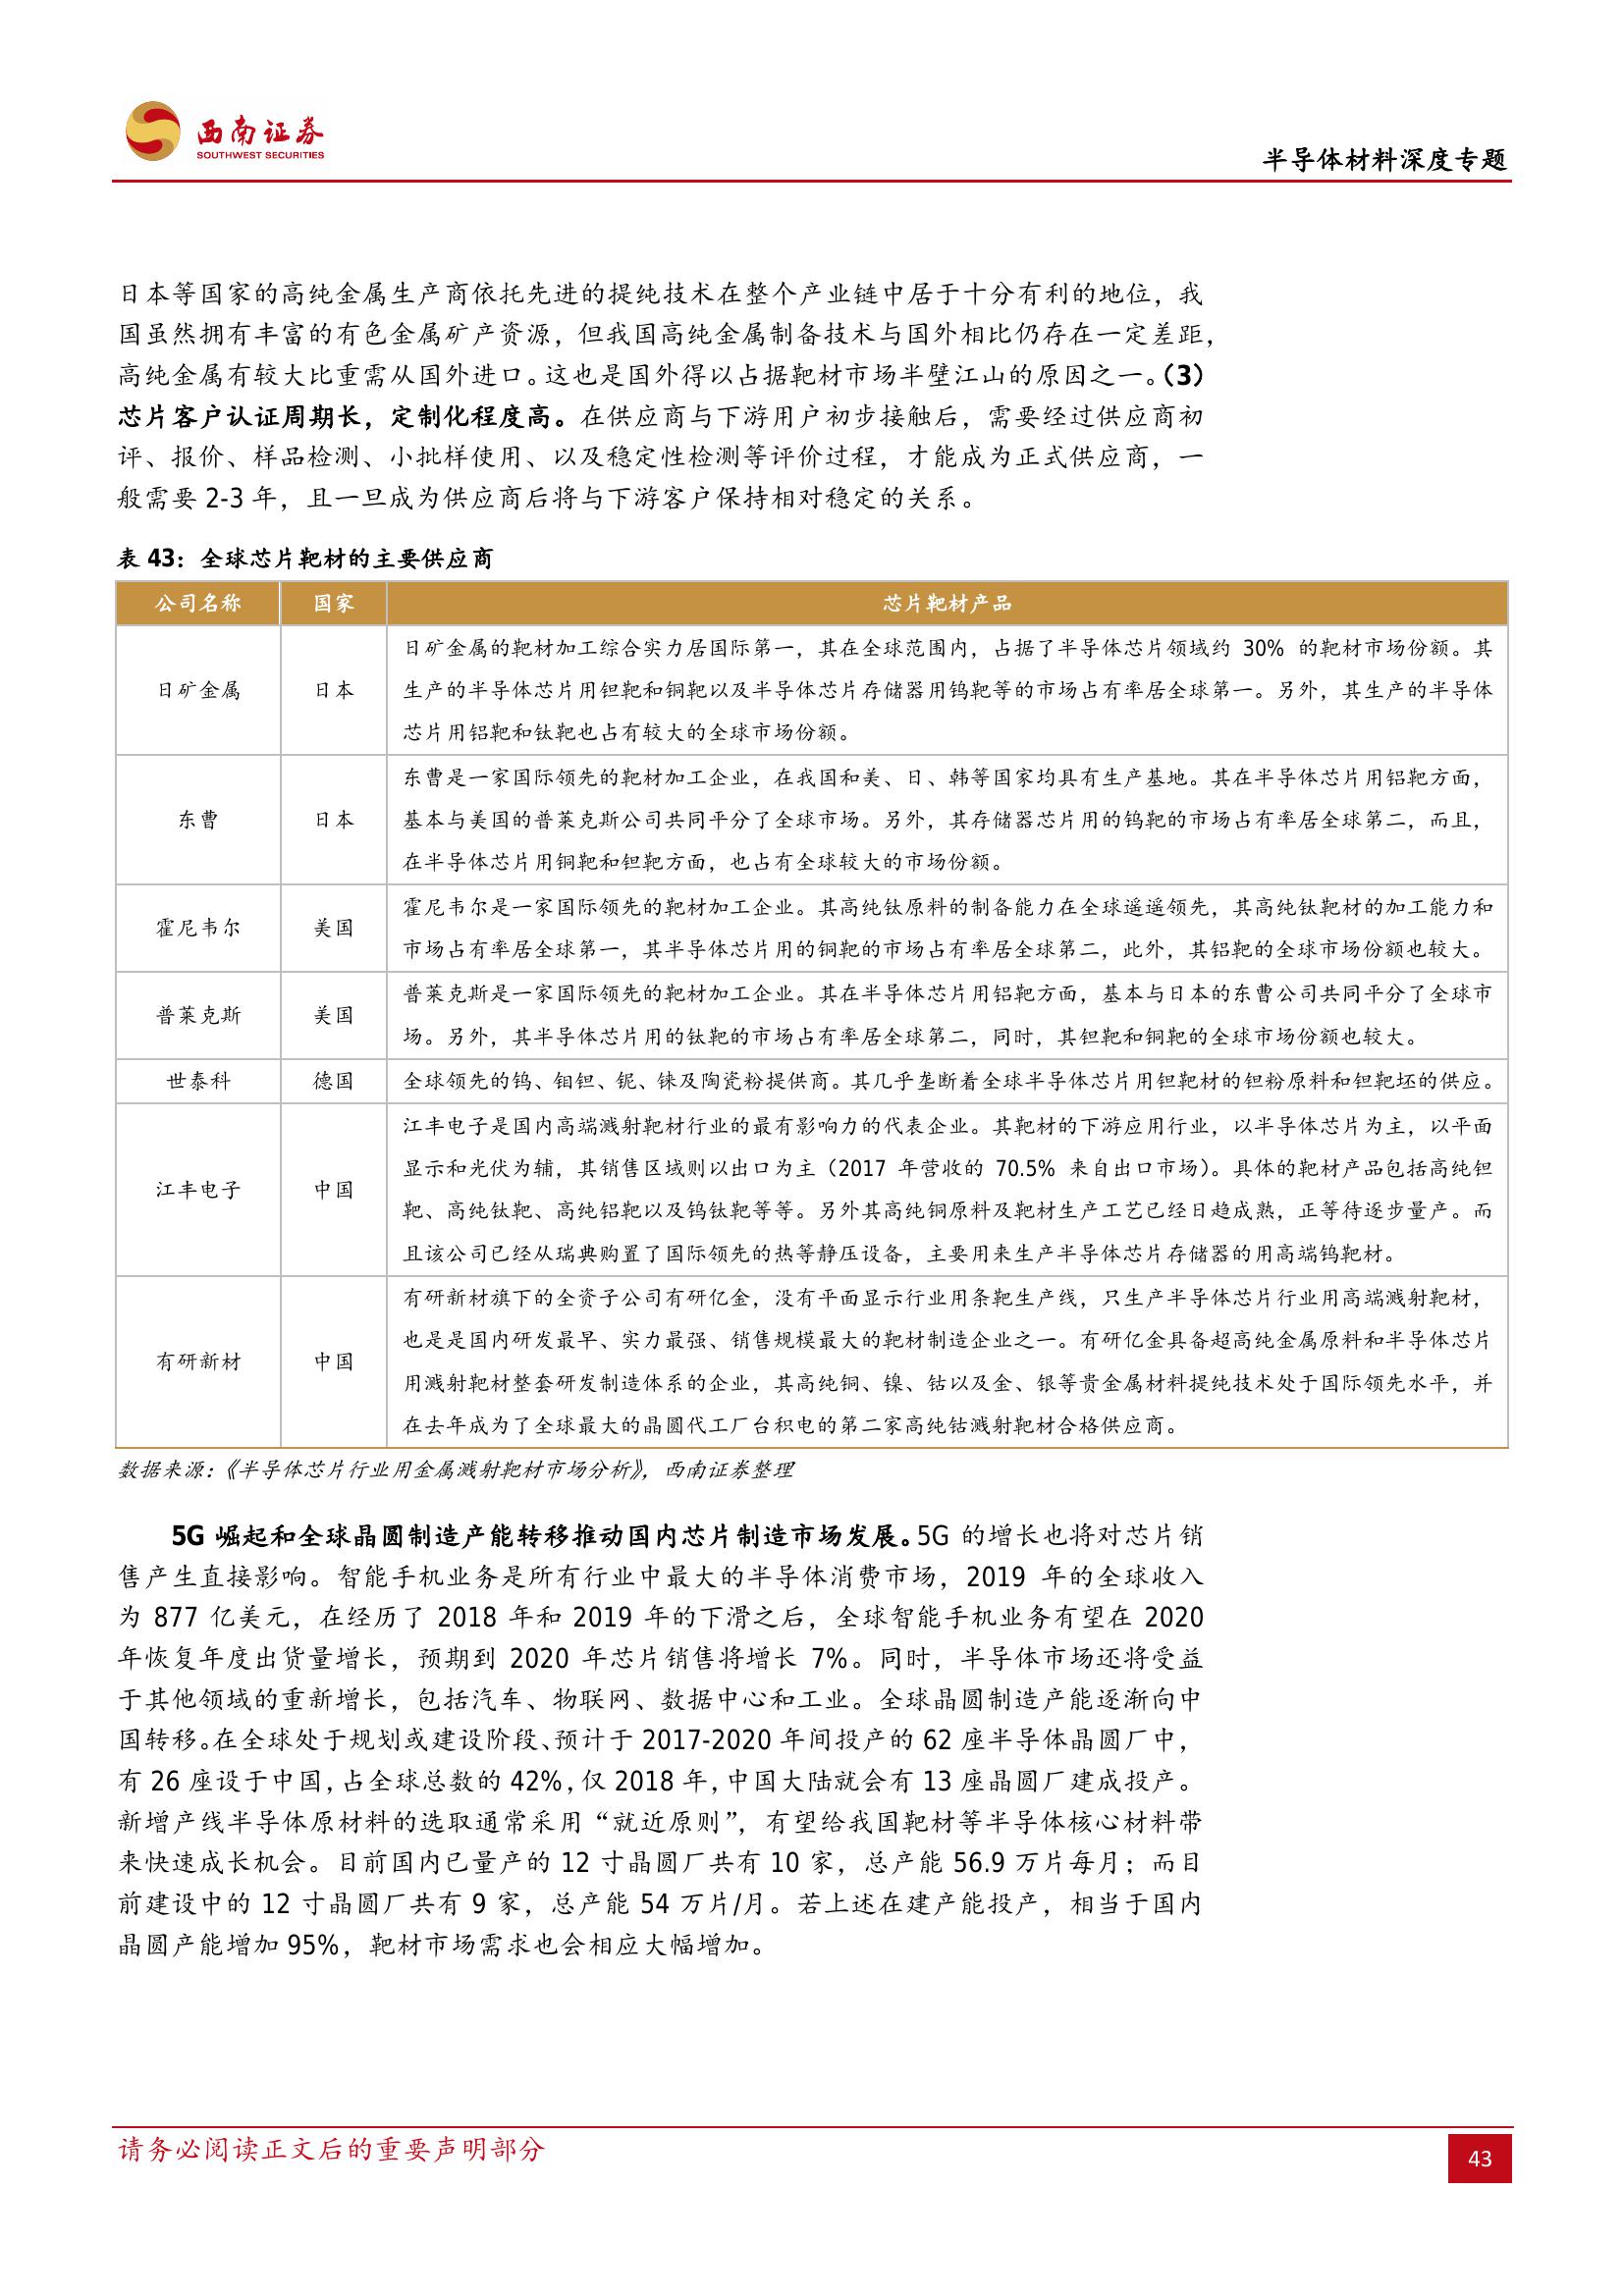 西南证券
SOUTHWEST SECURITIES
半导体材料深度专题
日本等国家的高纯金属生产商依托先进的提纯技术在整个产业链中居于十分有利的地位，我
国虽然拥有丰富的有色金属矿产资源，但我国高纯金属制备技术与国外相比仍存在一定差距，
高纯金属有较大比重需从国外进口。这也是国外得以占据靶材市场半壁江山的原因之一。（3）
芯片客户认证周期长，定制化程度高。在供应商与下游用户初步接触后，需要经过供应商初
评、报价、样品检测、小批样使用、以及稳定性检测等评价过程，才能成为正式供应商，一
般需要 2-3 年，且一旦成为供应商后将与下游客户保持相对稳定的关系。
表 43：全球芯片靶材的主要供应商
公司名称 国家 芯片靶材产品
日矿金属的靶材加工综合实力居国际第一，其在全球范围内，占据了半导体芯片领域约 30% 的靶材市场份额。其
日矿金属 日本 生产的半导体芯片用钽靶和铜靶以及半导体芯片存储器用钨靶等的市场占有率居全球第一。另外，其生产的半导体
芯片用铝靶和钛靶也占有较大的全球市场份额。
东曹是一家国际领先的靶材加工企业，在我国和美、日、韩等国家均具有生产基地。其在半导体芯片用铝靶方面，
东曹 日本 基本与美国的普莱克斯公司共同平分了全球市场。另外，其存储器芯片用的钨靶的市场占有率居全球第二，而且，
在半导体芯片用铜靶和钽靶方面，也占有全球较大的市场份额。
霍尼韦尔 美国 霍尼韦尔是一家国际领先的靶材加工企业。其高纯钛原料的制备能力在全球遥遥领先，其高纯钛靶材的加工能力和
市场占有率居全球第一，其半导体芯片用的铜靶的市场占有率居全球第二，此外，其铝靶的全球市场份额也较大。
普莱克斯 美国 普莱克斯是一家国际领先的靶材加工企业。其在半导体芯片用铝靶方面，基本与日本的东曹公司共同平分了全球市
场。另外，其半导体芯片用的钛靶的市场占有率居全球第二，同时，其钽靶和铜靶的全球市场份额也较大。
世泰科 德国 全球领先的钨、钼钽、铌、铼及陶瓷粉提供商。其几乎垄断着全球半导体芯片用钽靶材的钽粉原料和钽靶坯的供应。
江丰电子是国内高端溅射靶材行业的最有影响力的代表企业。其靶材的下游应用行业，以半导体芯片为主，以平面
显示和光伏为辅，其销售区域则以出口为主（2017 年营收的 70.5% 来自出口市场）。具体的靶材产品包括高纯钽
江丰电子 中国 靶、高纯钛靶、高纯铝靶以及钨钛靶等等。另外其高纯铜原料及靶材生产工艺已经日趋成熟，正等待逐步量产。而
且该公司已经从瑞典购置了国际领先的热等静压设备，主要用来生产半导体芯片存储器的用高端钨靶材。
有研新材旗下的全资子公司有研亿金，没有平面显示行业用条靶生产线，只生产半导体芯片行业用高端溅射靶材，
也是是国内研发最早、实力最强、销售规模最大的靶材制造企业之一。有研亿金具备超高纯金属原料和半导体芯片
有研新材 中国 用溅射靶材整套研发制造体系的企业，其高纯铜、镍、钴以及金、银等贵金属材料提纯技术处于国际领先水平，并
在去年成为了全球最大的晶圆代工厂台积电的第二家高纯钴溅射靶材合格供应商。
数据来源：《半导体芯片行业用金属溅射靶材市场分析》，西南证券整理
5G 崛起和全球晶圆制造产能转移推动国内芯片制造市场发展。5G 的增长也将对芯片销
售产生直接影响。智能手机业务是所有行业中最大的半导体消费市场，2019 年的全球收入
为 877 亿美元，在经历了 2018 年和 2019 年的下滑之后，全球智能手机业务有望在 2020
年恢复年度出货量增长，预期到 2020 年芯片销售将增长 7%。同时，半导体市场还将受益
于其他领域的重新增长，包括汽车、物联网、数据中心和工业。全球晶圆制造产能逐渐向中
国转移。在全球处于规划或建设阶段、预计于 2017-2020 年间投产的 62 座半导体晶圆厂中，
有 26 座设于中国，占全球总数的 42%，仅 2018 年，中国大陆就会有 13 座晶圆厂建成投产。
新增产线半导体原材料的选取通常采用“就近原则”，有望给我国靶材等半导体核心材料带
来快速成长机会。目前国内已量产的 12 寸晶圆厂共有 10 家，总产能 56.9 万片每月；而目
前建设中的 12 寸晶圆厂共有 9 家，总产能 54 万片/月。若上述在建产能投产，相当于国内
晶圆产能增加 95%，靶材市场需求也会相应大幅增加。
请务必阅读正文后的重要声明部分
43